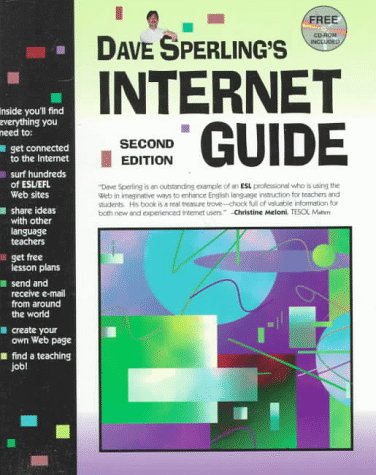 DAVE SPERLING'S
FREE
CD-ROM
INCLUDED
INTERNET
SECOND
EDITION
GUIDE
Inside you'll find
everything you
need to:
get connected
to the Internet
surf hundreds
of ESL/EFL
Web sites
share ideas
with other
language
teachers
get free
lesson plans
send and
receive e-mail
from around
the world
create your
own Web page
find a teaching
job!
"Dave Sperling is an outstanding example of an ESL professional who is using the
Web in imaginative ways to enhance English language instruction for teachers and
students. His book is a real treasure trove—chock full of valuable information for
both new and experienced Internet users." –Christine Meloni, TESOL Matters